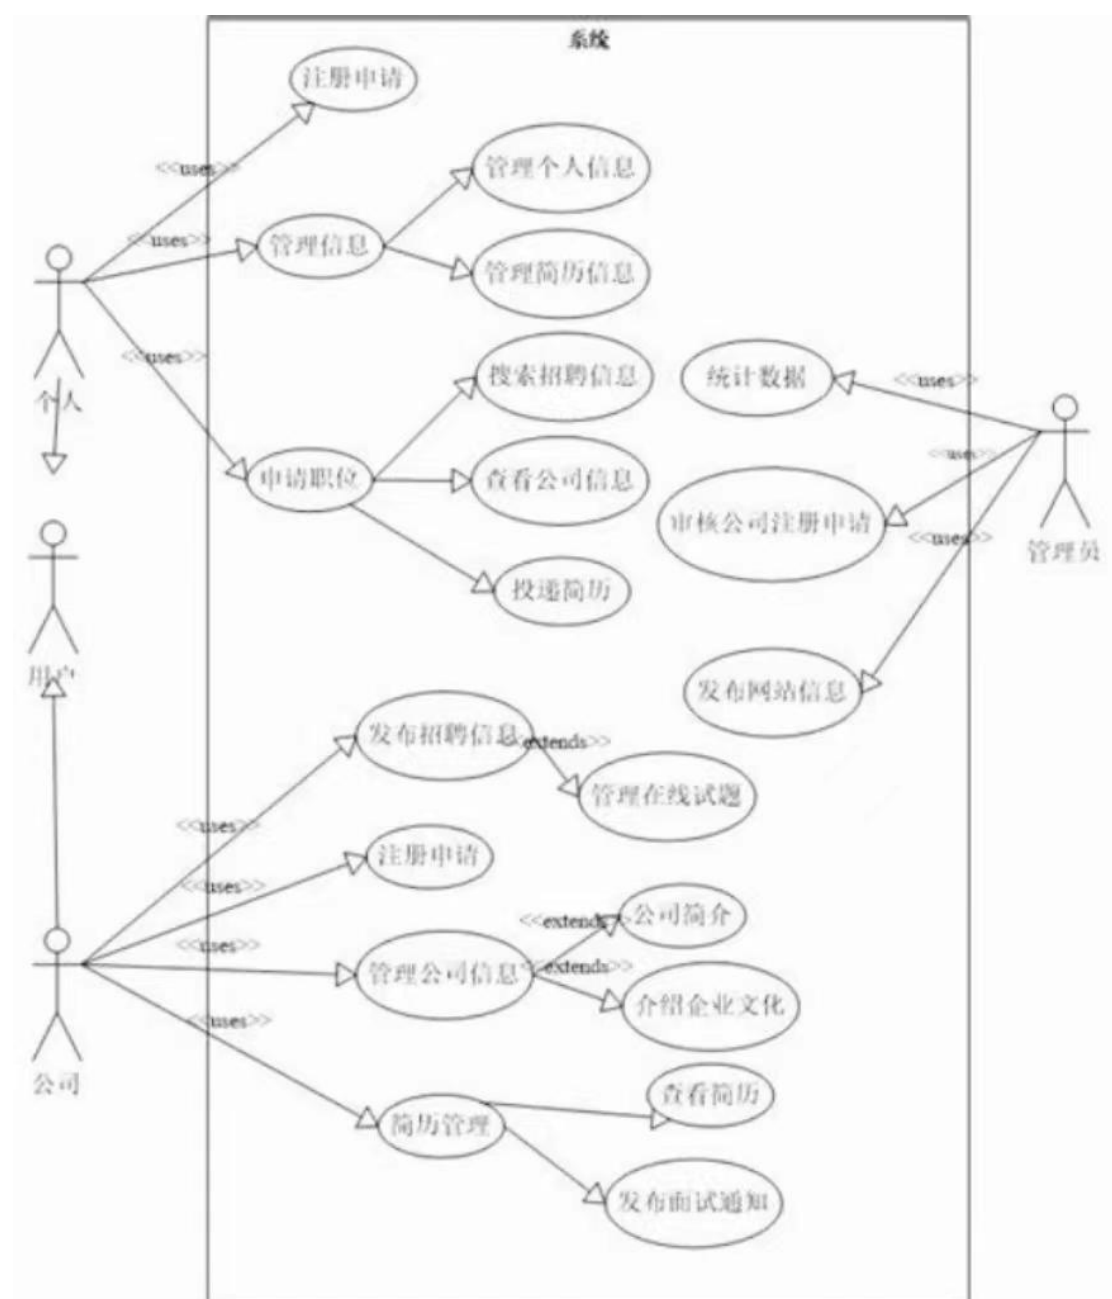 系统
注册申请
<<uses>>
管理个人信息
<<uses>>
管理信息
管理简历信息
<<uses>>
搜索招聘信息
统计数据
<<uses>>
个人
申请职位
查看公司信息
<<uses>>
审核公司注册申请
<<uses>>
管理员
投递简历
用户
发布网站信息
发布招聘信息
<<extends>>
管理在线试题
<<uses>>
注册申请
<<uses>>
公司简介
<<extends>>
<<uses>>
管理公司信息
<<extends>>
介绍企业文化
<<uses>>
公司
查看简历
简历管理
发布面试通知